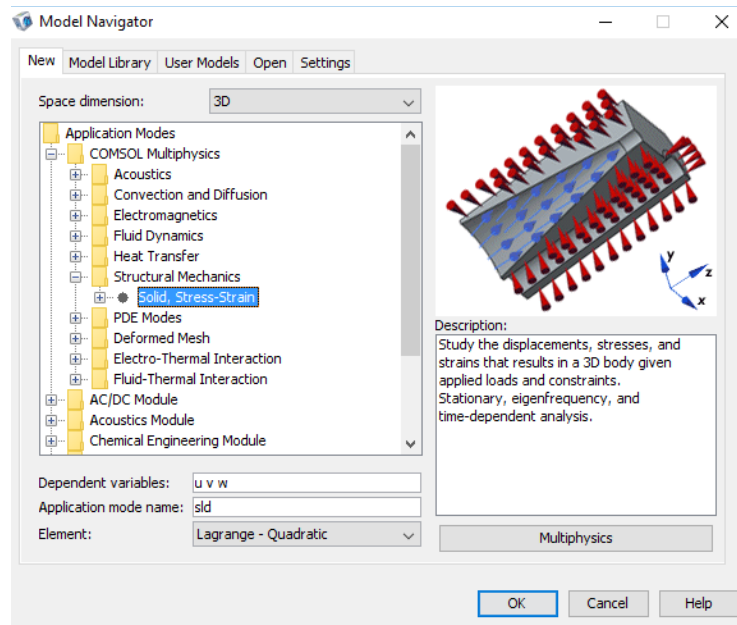 Model Navigator
New Model Library User Models Open Settings
Space dimension: 3D
Application Modes
COMSOL Multiphysics
Acoustics
Convection and Diffusion
Electromagnetics
Fluid Dynamics
Heat Transfer
Structural Mechanics
Solid, Stress-Strain
PDE Modes
Deformed Mesh
Electro-Thermal Interaction
Fluid-Thermal Interaction
AC/DC Module
Acoustics Module
Chemical Engineering Module
Dependent variables: u v w
Application mode name: sld
Element: Lagrange - Quadratic
y
z
x
Description:
Study the displacements, stresses, and
strains that results in a 3D body given
applied loads and constraints.
Stationary, eigenfrequency, and
time-dependent analysis.
Multiphysics
OK Cancel Help